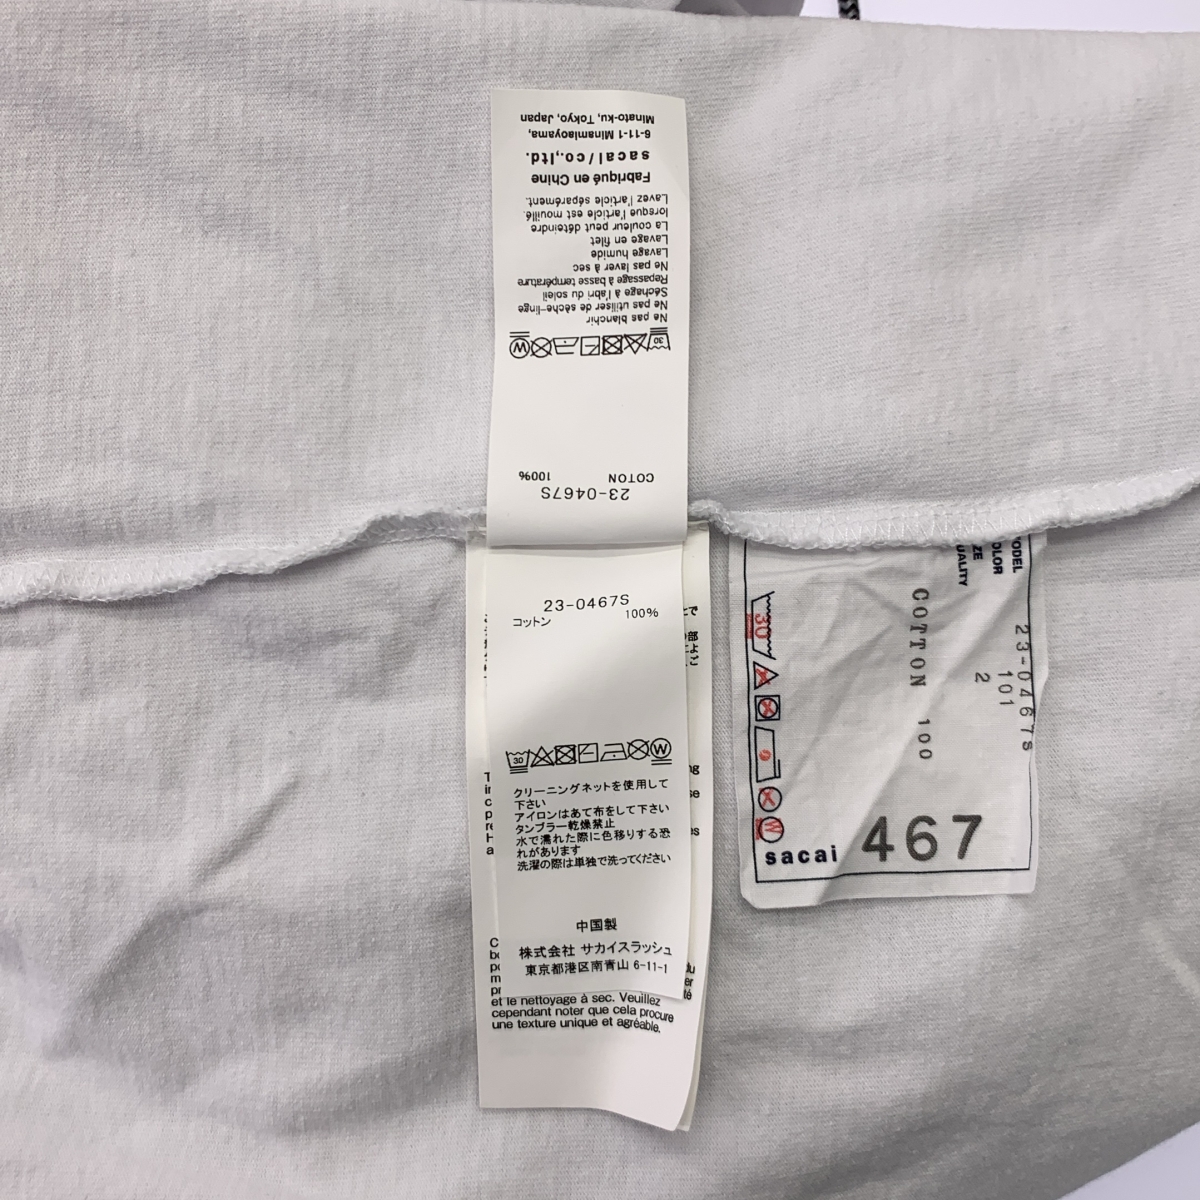 23-0467S
COTON 100%
30
Ne pas blanchir
Ne pas utiliser de sèche-linge
Séchage à l'abri du soleil
Repassage à basse température
Ne pas laver à sec
Lavage humide
Lavage en filet
La couleur peut déteindre
lorsque l'article est mouillé.
Lavez l'article séparément.
Fabriqué en Chine
sacai/co.,ltd.
6-11-1 Minamiaoyama,
Minato-ku, Tokyo, Japan
23-0467S
コットン 100%
30
クリーニングネットを使用して
下さい
アイロンはあて布をして下さい
タンブラー乾燥禁止
水で濡れた際に色移りする恐
れがあります
洗濯の際は単独で洗ってください
中国製
株式会社 サカイスラッシュ
東京都港区南青山 6-11-1
et le nettoyage à sec. Veuillez
cependant noter que cela procure
une texture unique et agréable.
23-0467S
101
2
COTTON 100
30
sacai 467